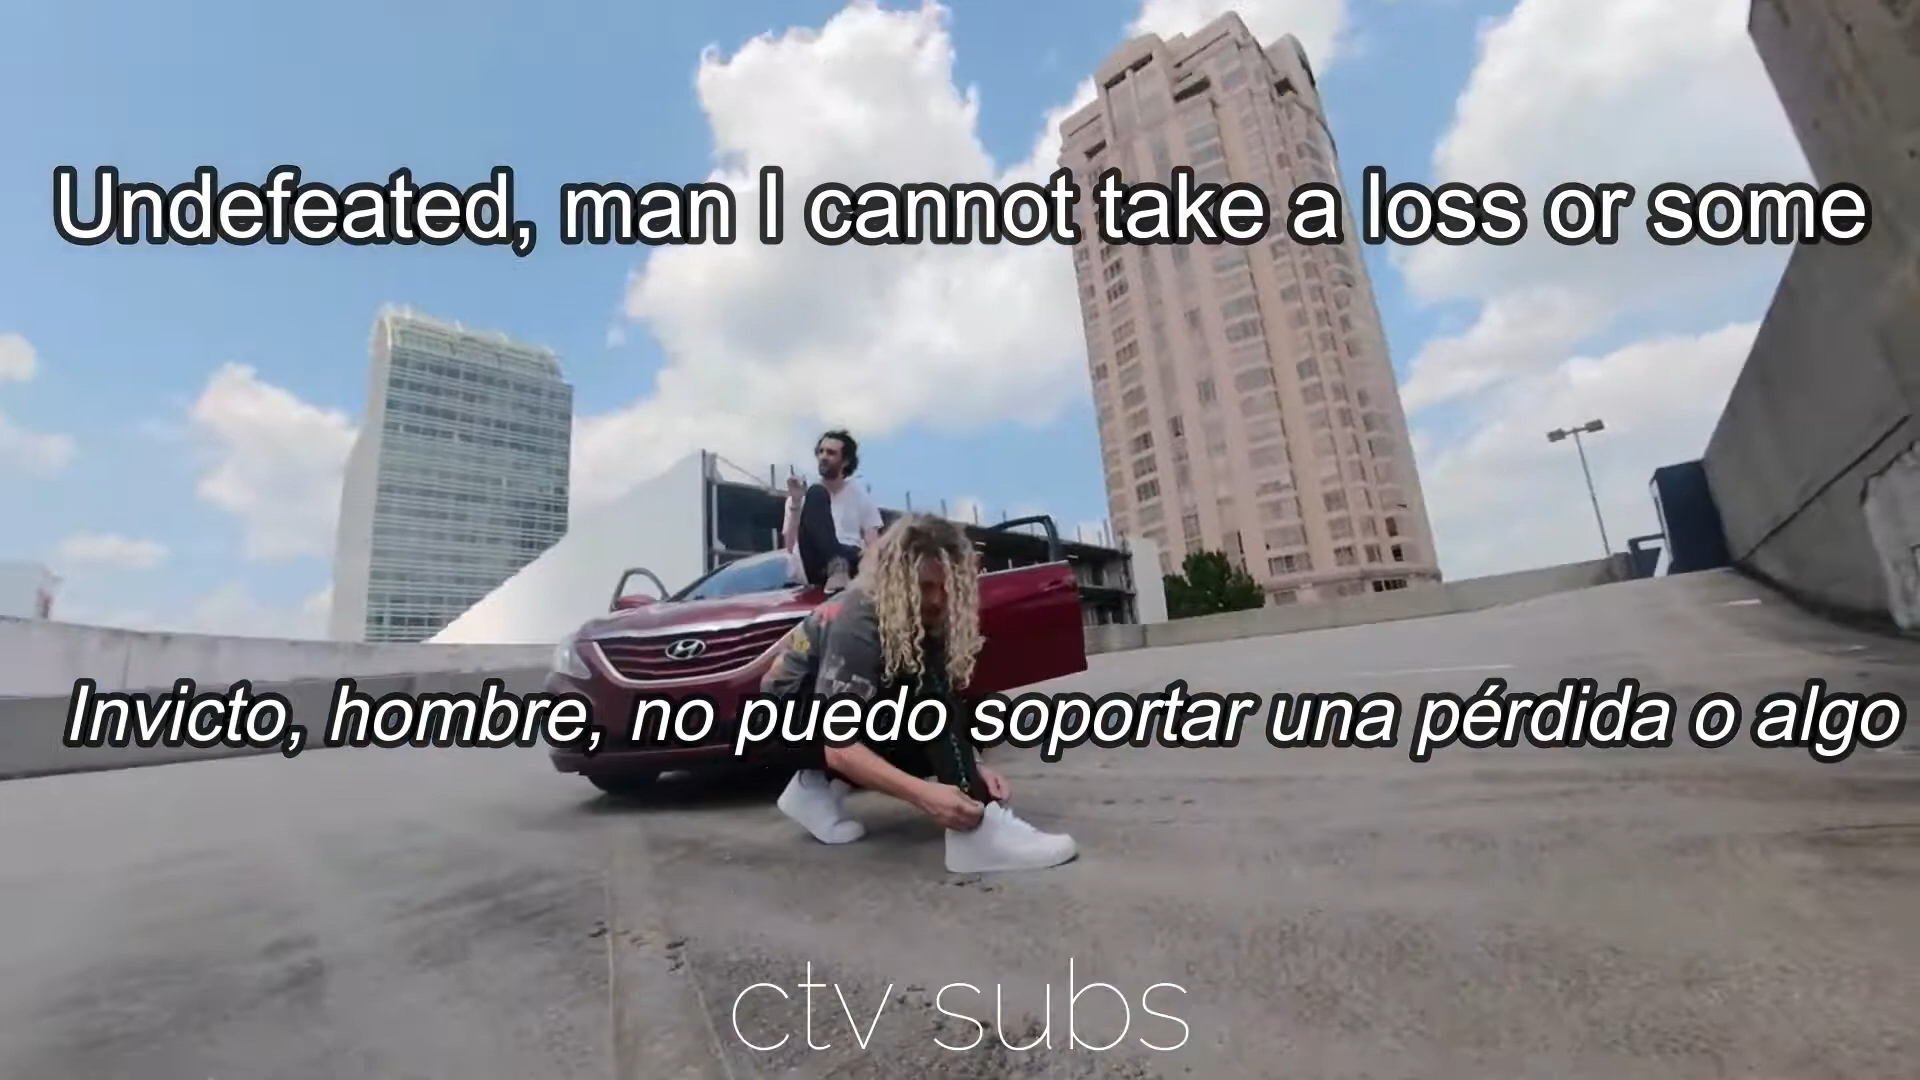 Undefeated, man I cannot take a loss or some
Invicto, hombre, no puedo soportar una pérdida o algo
ctv subs